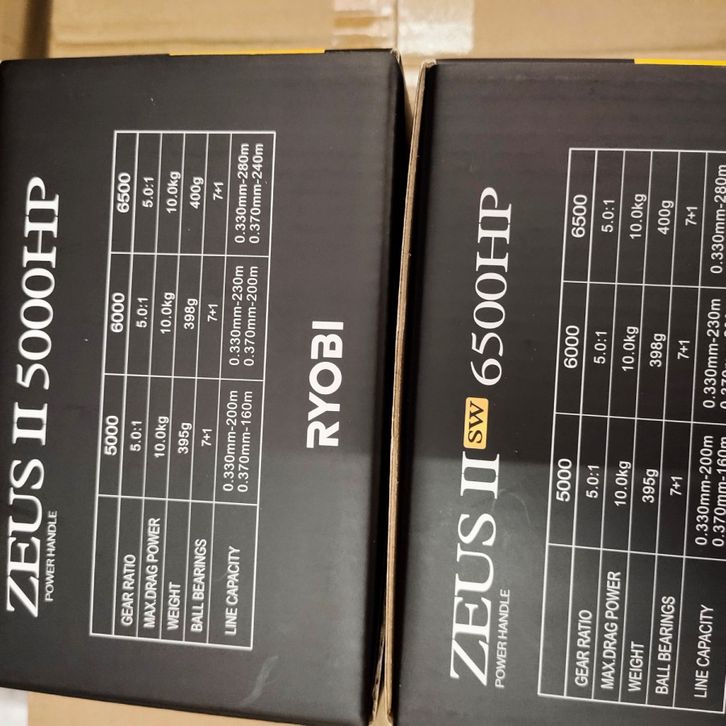 ZEUS II 5000HP
POWER HANDLE
5000 6000 6500
GEAR RATIO 5.0:1 5.0:1 5.0:1
MAX.DRAG POWER 10.0kg 10.0kg 10.0kg
WEIGHT 395g 398g 400g
BALL BEARINGS 7+1 7+1 7+1
LINE CAPACITY 0.330mm-200m 0.330mm-230m 0.330mm-280m
0.370mm-160m 0.370mm-200m 0.370mm-240m
RYOBI
ZEUS II SW 6500HP
POWER HANDLE
5000 6000 6500
GEAR RATIO 5.0:1 5.0:1 5.0:1
MAX.DRAG POWER 10.0kg 10.0kg 10.0kg
WEIGHT 395g 398g 400g
BALL BEARINGS 7+1 7+1 7+1
LINE CAPACITY 0.330mm-200m 0.330mm-230m 0.330mm-280m
0.370mm-160m